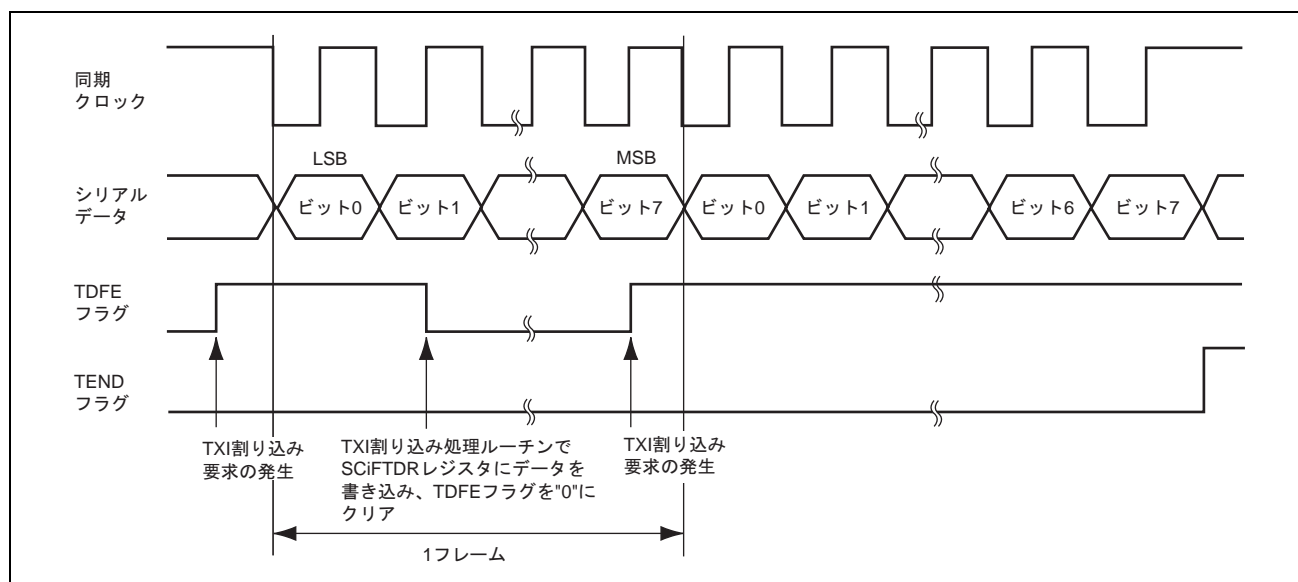 同期
クロック
LSB
MSB
シリアル
データ
ビット0
ビット1
ビット7
ビット0
ビット1
ビット6
ビット7
TDFE
フラグ
TEND
フラグ
TXI割り込み
要求の発生
TXI割り込み処理ルーチンで
SCiFTDRレジスタにデータを
書き込み、TDFEフラグを"0"に
クリア
TXI割り込み
要求の発生
1フレーム